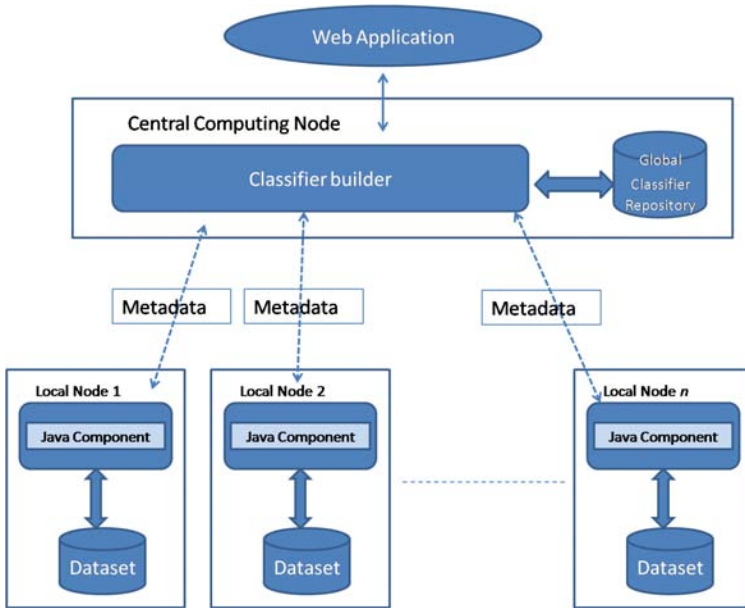 Web Application
Central Computing Node
Classifier builder
Global
Classifier
Repository
Metadata
Metadata
Metadata
Local Node 1
Java Component
Dataset
Local Node 2
Java Component
Dataset
Local Node n
Java Component
Dataset